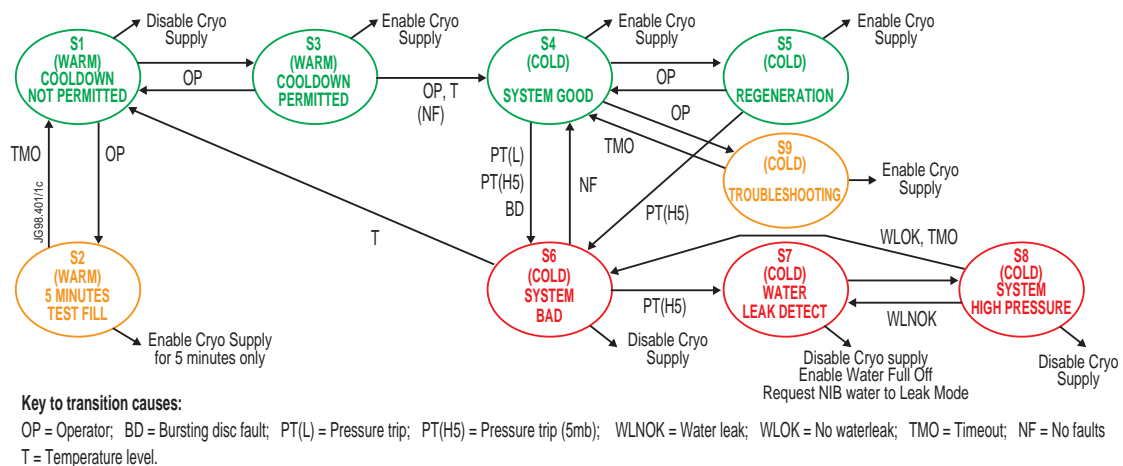 Disable Cryo
Supply
S1
(WARM)
COOLDOWN
NOT PERMITTED
OP
Enable Cryo
Supply
S3
(WARM)
COOLDOWN
PERMITTED
OP, T
(NF)
Enable Cryo
Supply
S4
(COLD)
SYSTEM GOOD
OP
Enable Cryo
Supply
S5
(COLD)
REGENERATION
OP
TMO
S9
(COLD)
TROUBLESHOOTING
Enable Cryo
Supply
TMO
OP
JG98.401/1c
PT(L)
PT(H5)
BD
NF
PT(H5)
T
S2
(WARM)
5 MINUTES
TEST FILL
Enable Cryo Supply
for 5 minutes only
S6
(COLD)
SYSTEM
BAD
Disable Cryo
Supply
PT(H5)
WLOK, TMO
S7
(COLD)
WATER
LEAK DETECT
Disable Cryo supply
Enable Water Full Off
Request NIB water to Leak Mode
WLNOK
S8
(COLD)
SYSTEM
HIGH PRESSURE
Disable Cryo
Supply
Key to transition causes:
OP = Operator; BD = Bursting disc fault; PT(L) = Pressure trip; PT(H5) = Pressure trip (5mb); WLNOK = Water leak; WLOK = No waterleak; TMO = Timeout; NF = No faults
T = Temperature level.